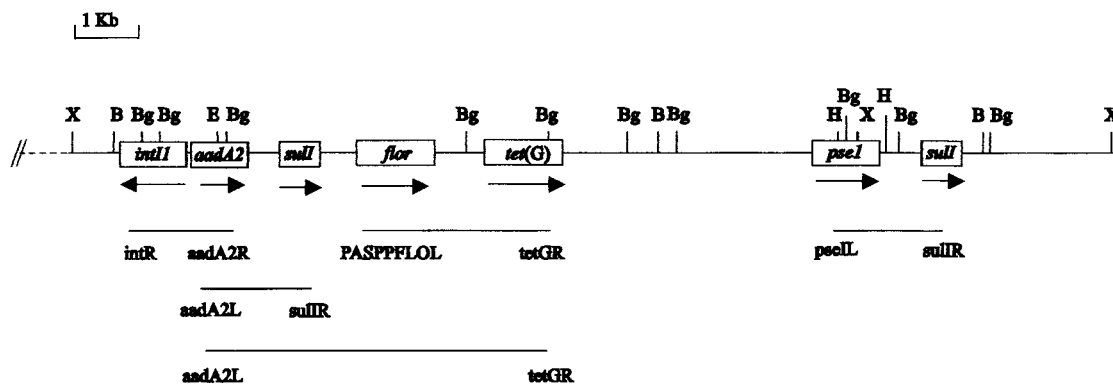 1 Kb
Bg H
X B Bg Bg E Bg Bg Bg Bg B Bg H X Bg B Bg X
intI1 aadA2 sulI flor tet(G) pse1 sulI
intR aadA2R PASPPFLOL tetGR pseIL sulIR
aadA2L sulIR
aadA2L tetGR